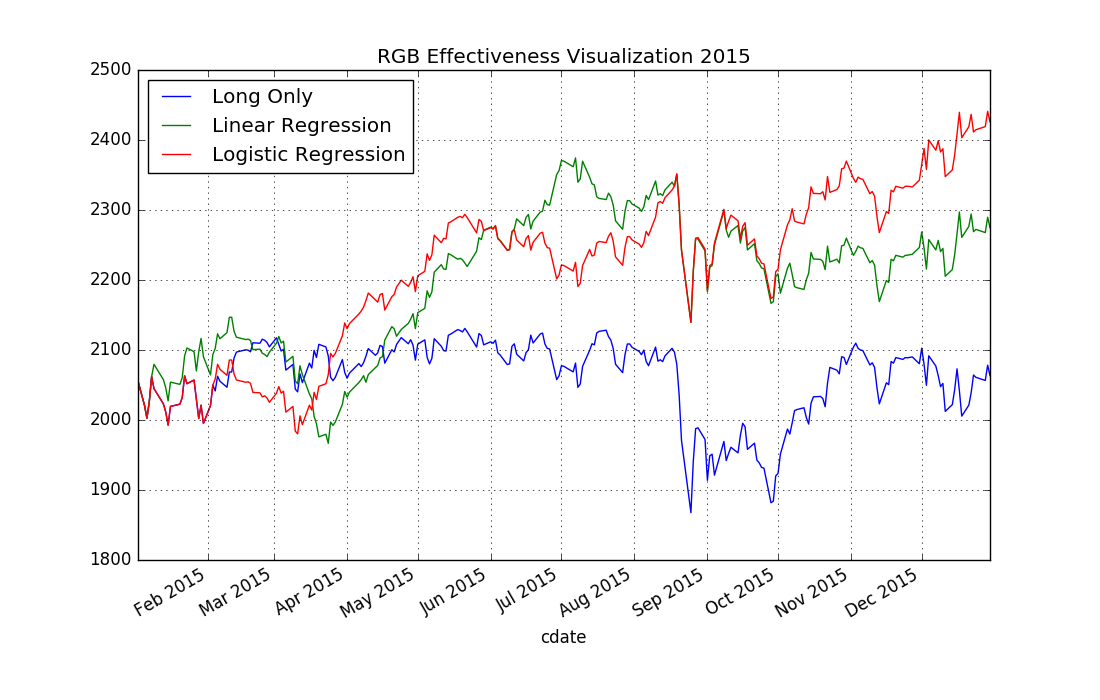 RGB Effectiveness Visualization 2015
2500
2400
2300
2200
2100
2000
1900
1800
Long Only
Linear Regression
Logistic Regression
Feb 2015
Mar 2015
Apr 2015
May 2015
Jun 2015
Jul 2015
Aug 2015
Sep 2015
Oct 2015
Nov 2015
Dec 2015
cdate